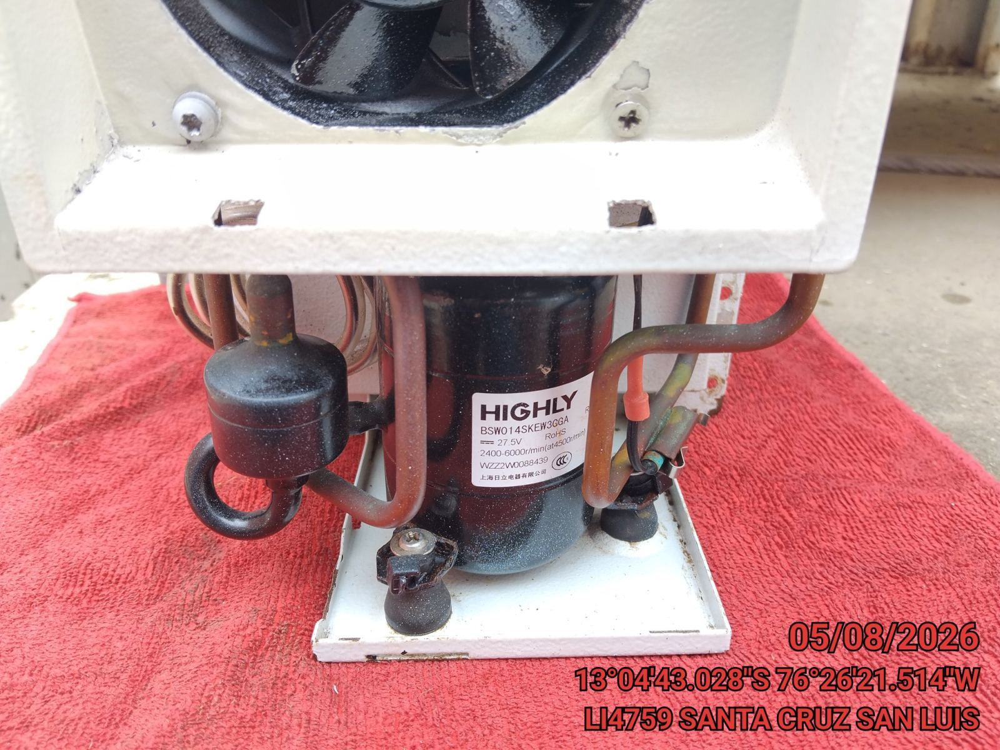 HIGHLY
BSW014SKEW3GGA
27.5V RoHS
2400-6000r/min(at4500r/min)
WZZ2W0088439
上海日立电器有限公司
05/08/2026
13°04'43.028"S 76°26'21.514"W
LI4759 SANTA CRUZ SAN LUIS